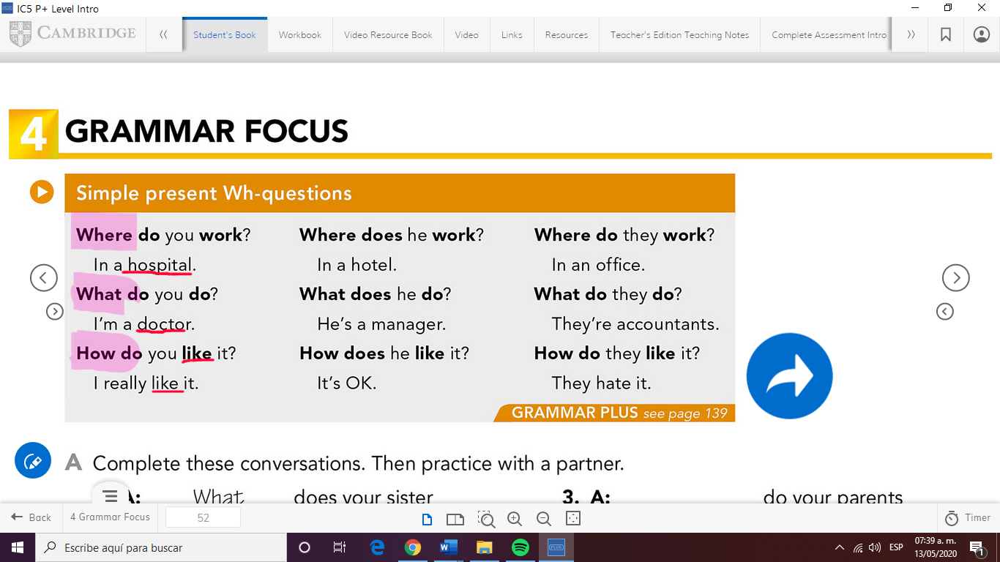 IC5 P+ Level Intro
CAMBRIDGE Student's Book Workbook Video Resource Book Video Links Resources Teacher's Edition Teaching Notes Complete Assessment Intro
4 GRAMMAR FOCUS
Simple present Wh-questions
Where do you work? Where does he work? Where do they work?
In a hospital. In a hotel. In an office.
What do you do? What does he do? What do they do?
I'm a doctor. He's a manager. They're accountants.
How do you like it? How does he like it? How do they like it?
I really like it. It's OK. They hate it.
GRAMMAR PLUS see page 139
A Complete these conversations. Then practice with a partner.
A: What does your sister 3. A: do your parents
Back 4 Grammar Focus 52 Timer
Escribe aquí para buscar W PLUS ESP 07:39 a. m.
13/05/2020 1